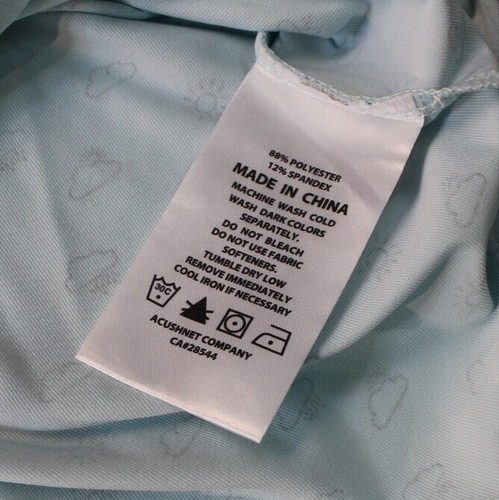 88% POLYESTER
12% SPANDEX
MADE IN CHINA
MACHINE WASH COLD
WASH DARK COLORS
SEPARATELY.
DO NOT BLEACH
DO NOT USE FABRIC
SOFTENERS.
TUMBLE DRY LOW
REMOVE IMMEDIATELY
COOL IRON IF NECESSARY
30C
ACUSHNET COMPANY
CA#28544